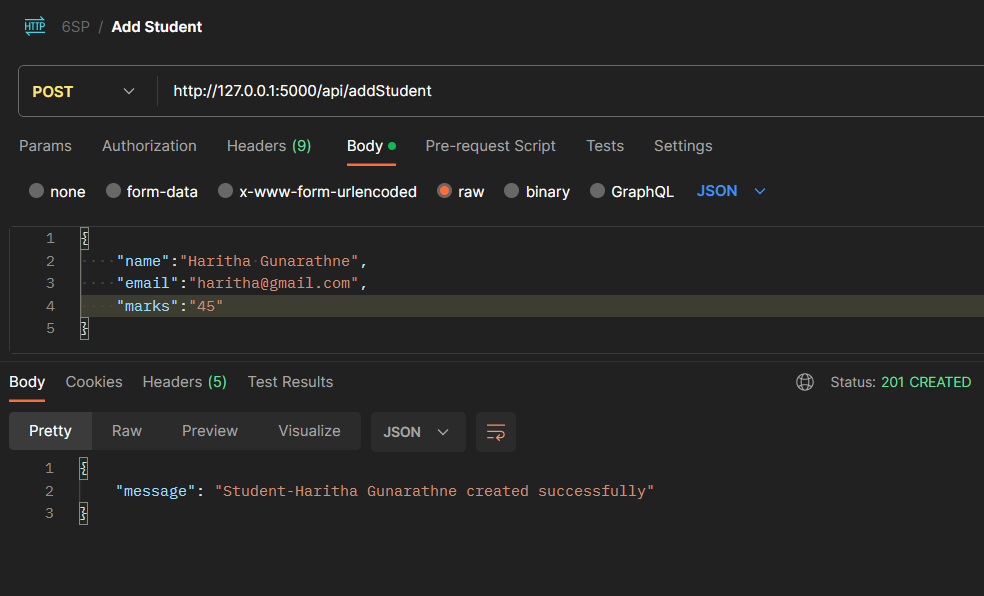 HTTP 6SP / Add Student
POST http://127.0.0.1:5000/api/addStudent
Params Authorization Headers (9) Body Pre-request Script Tests Settings
none form-data x-www-form-urlencoded raw binary GraphQL JSON
1 {
2 "name":"Haritha Gunarathne",
3 "email":"haritha@gmail.com",
4 "marks":"45"
5 }
Body Cookies Headers (5) Test Results Status: 201 CREATED
Pretty Raw Preview Visualize JSON
1 {
2 "message": "Student-Haritha Gunarathne created successfully"
3 }